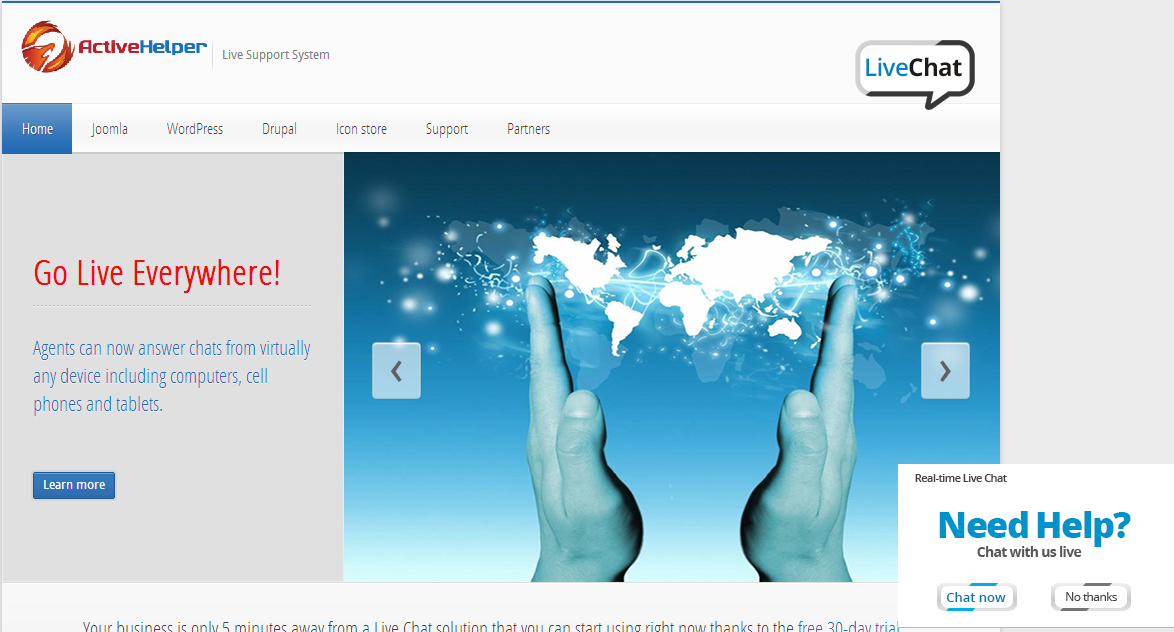 ActiveHelper
Live Support System
LiveChat
Home
Joomla
WordPress
Drupal
Icon store
Support
Partners
Go Live Everywhere!
Agents can now answer chats from virtually
any device including computers, cell
phones and tablets.
Learn more
Real-time Live Chat
Need Help?
Chat with us live
Chat now
No thanks
Your business is only 5 minutes away from a Live Chat solution that you can start using right now thanks to the free 30-day trial